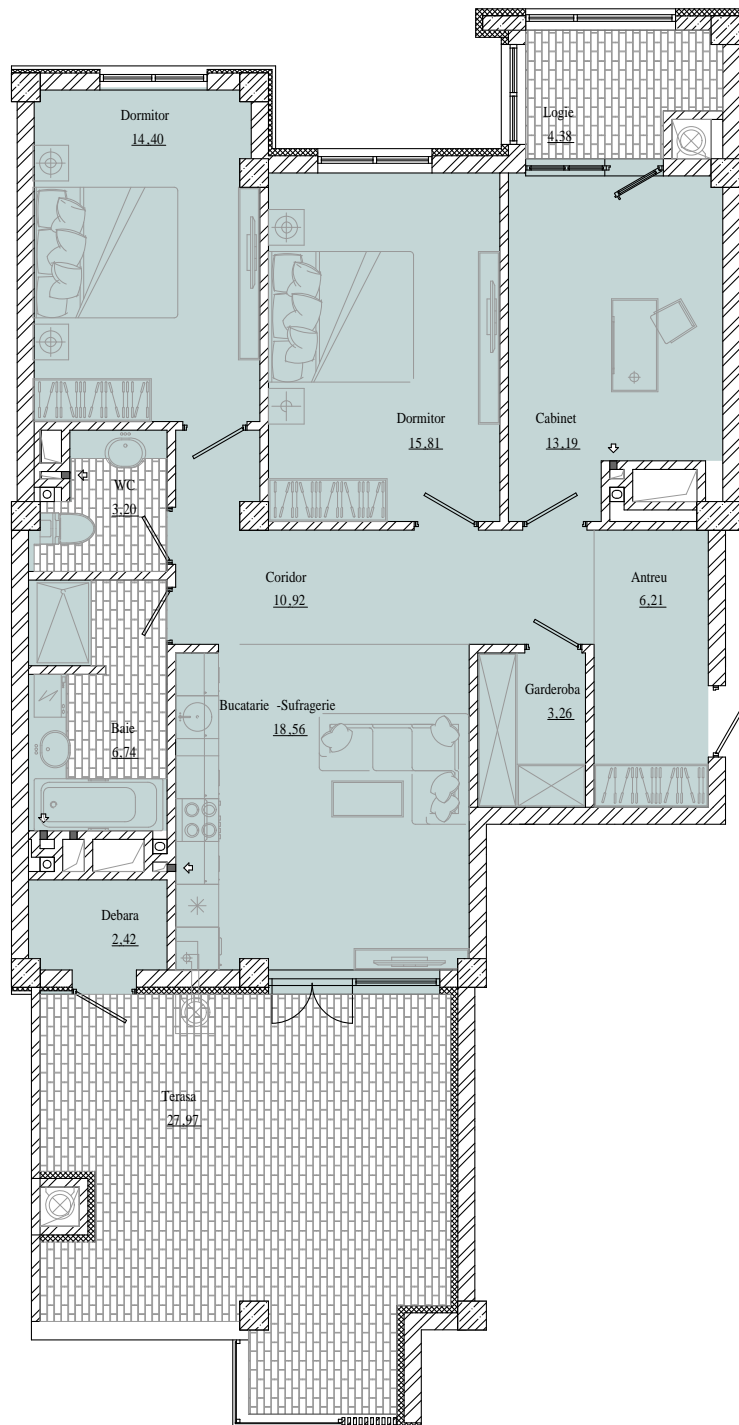 Dormitor
14,40
Logie
4,38
Dormitor
15,81
Cabinet
13,19
WC
3,20
Coridor
10,92
Antreu
6,21
Garderoba
3,26
Bucatarie -Sufragerie
18,56
Baie
6,74
Debara
2,42
Terasa
27,97